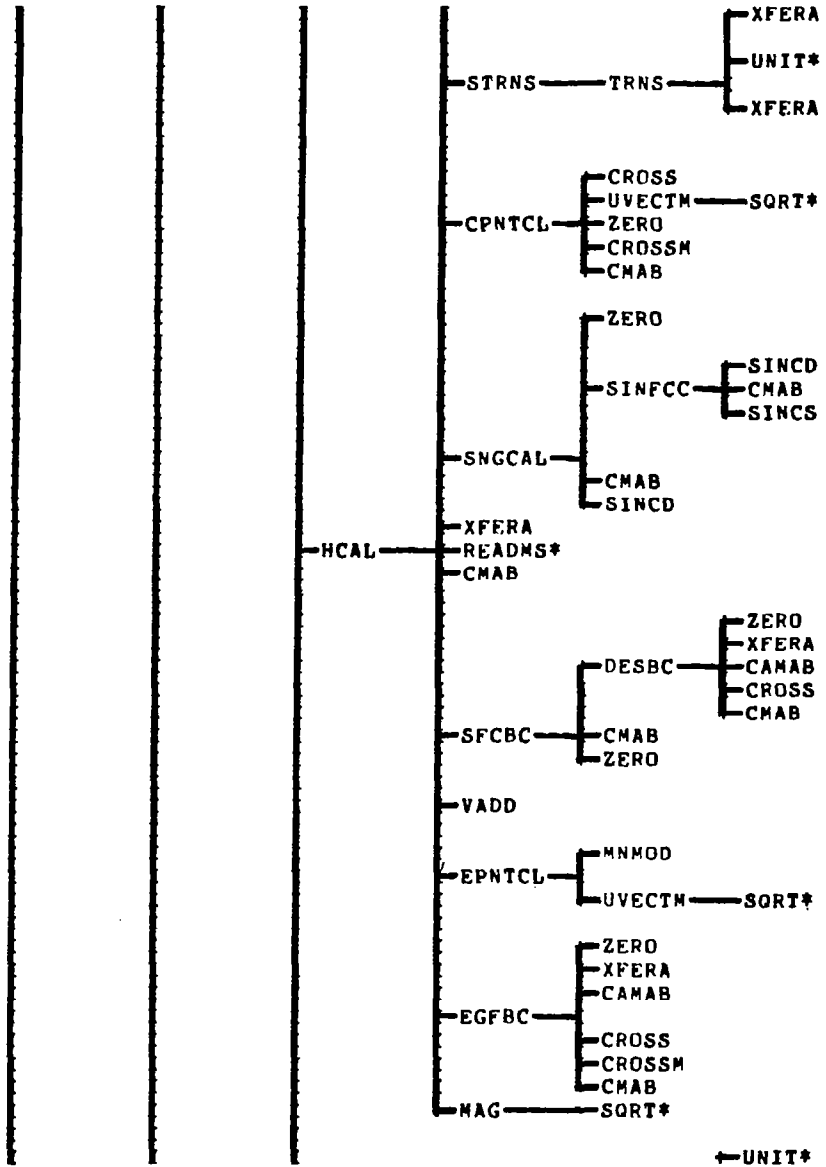 XFERA
UNIT*
STRNS TRNS
XFERA
CROSS
UVECTM SQRT*
CPNTCL ZERO
CROSSM
CMAB
ZERO
SINCD
SINFCC CMAB
SINCS
SNGCAL
CMAB
SINCD
XFERA
HCAL READMS*
CMAB
ZERO
XFERA
DESBC CAMAB
CROSS
CMAB
SFCBC CMAB
ZERO
VADD
MNMOD
EPNTCL
UVECTM SQRT*
ZERO
XFERA
CAMAB
EGFBC
CROSS
CROSSM
CMAB
MAG SQRT*
UNIT*